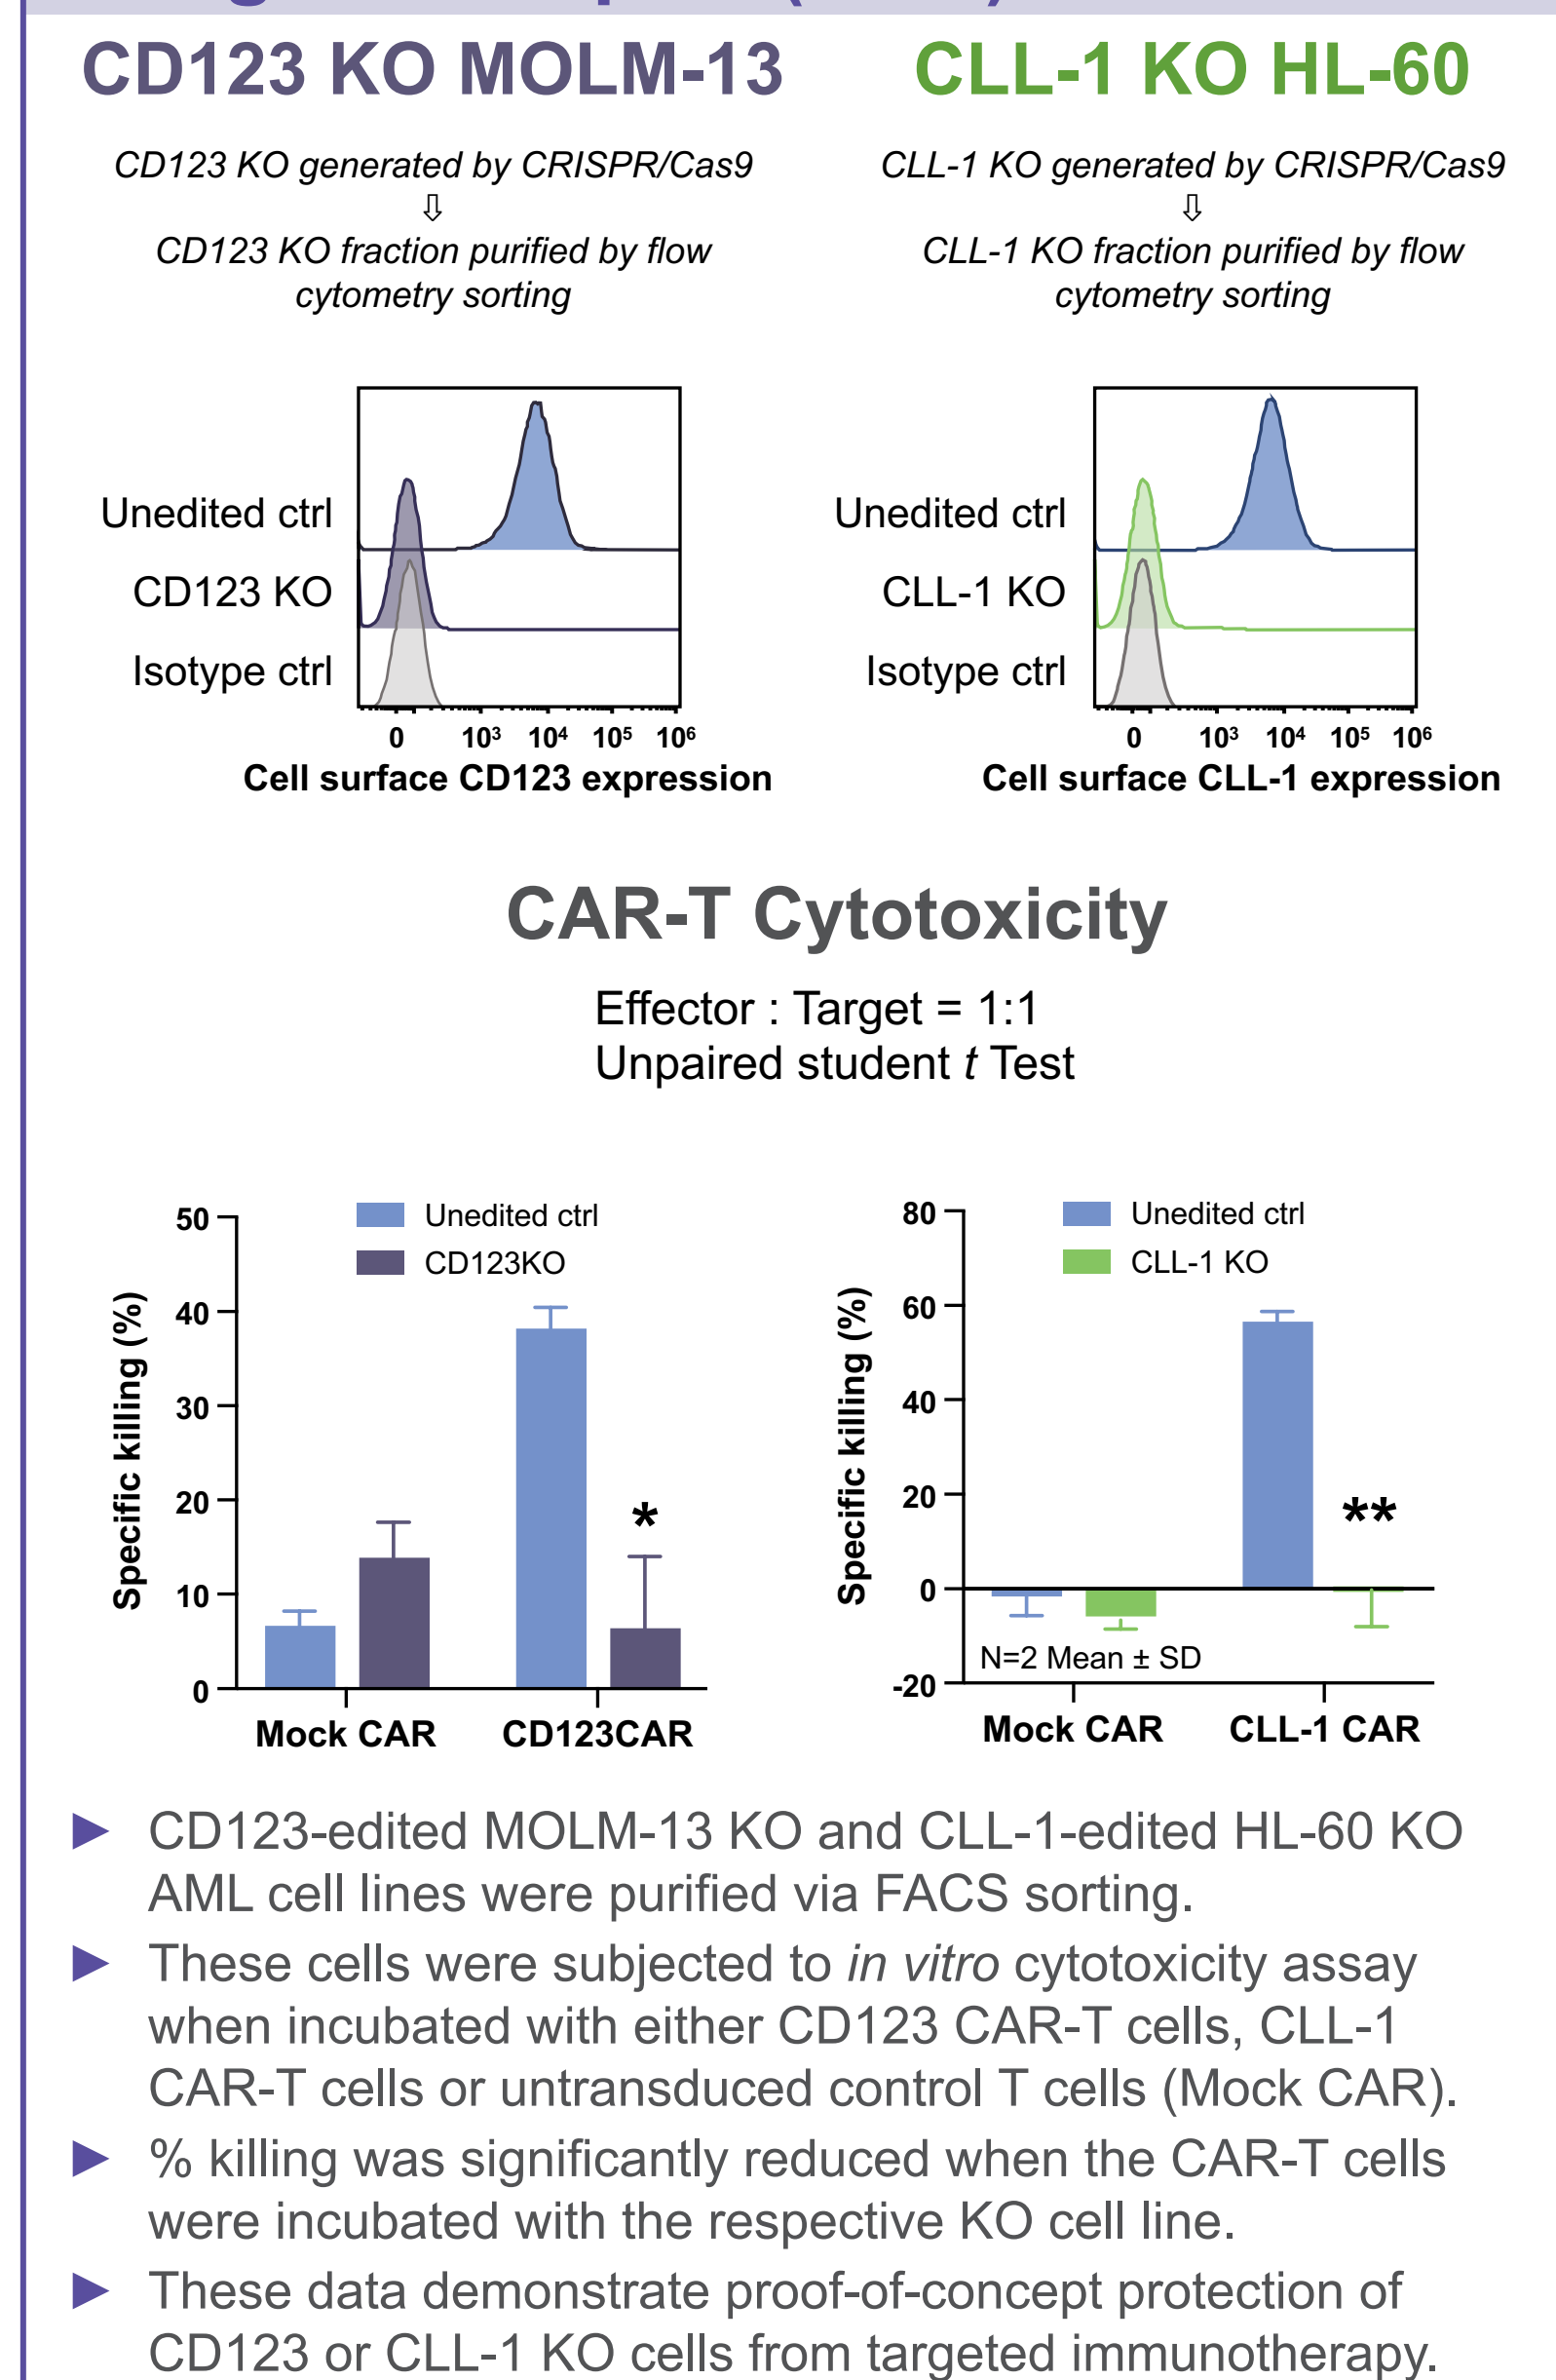 CD123 KO MOLM-13
CD123 KO generated by CRISPR/Cas9
⇩
CD123 KO fraction purified by flow
cytometry sorting
Unedited ctrl
CD123 KO
Isotype ctrl
0 10³ 10⁴ 10⁵ 10⁶
Cell surface CD123 expression
CLL-1 KO HL-60
CLL-1 KO generated by CRISPR/Cas9
⇩
CLL-1 KO fraction purified by flow
cytometry sorting
Unedited ctrl
CLL-1 KO
Isotype ctrl
0 10³ 10⁴ 10⁵ 10⁶
Cell surface CLL-1 expression
CAR-T Cytotoxicity
Effector : Target = 1:1
Unpaired student t Test
Specific killing (%)
50
40
30
20
10
0
Unedited ctrl
CD123KO
*
Mock CAR CD123CAR
Specific killing (%)
80
60
40
20
0
-20
Unedited ctrl
CLL-1 KO
**
N=2 Mean ± SD
Mock CAR CLL-1 CAR
► CD123-edited MOLM-13 KO and CLL-1-edited HL-60 KO
AML cell lines were purified via FACS sorting.
► These cells were subjected to in vitro cytotoxicity assay
when incubated with either CD123 CAR-T cells, CLL-1
CAR-T cells or untransduced control T cells (Mock CAR).
► % killing was significantly reduced when the CAR-T cells
were incubated with the respective KO cell line.
► These data demonstrate proof-of-concept protection of
CD123 or CLL-1 KO cells from targeted immunotherapy.